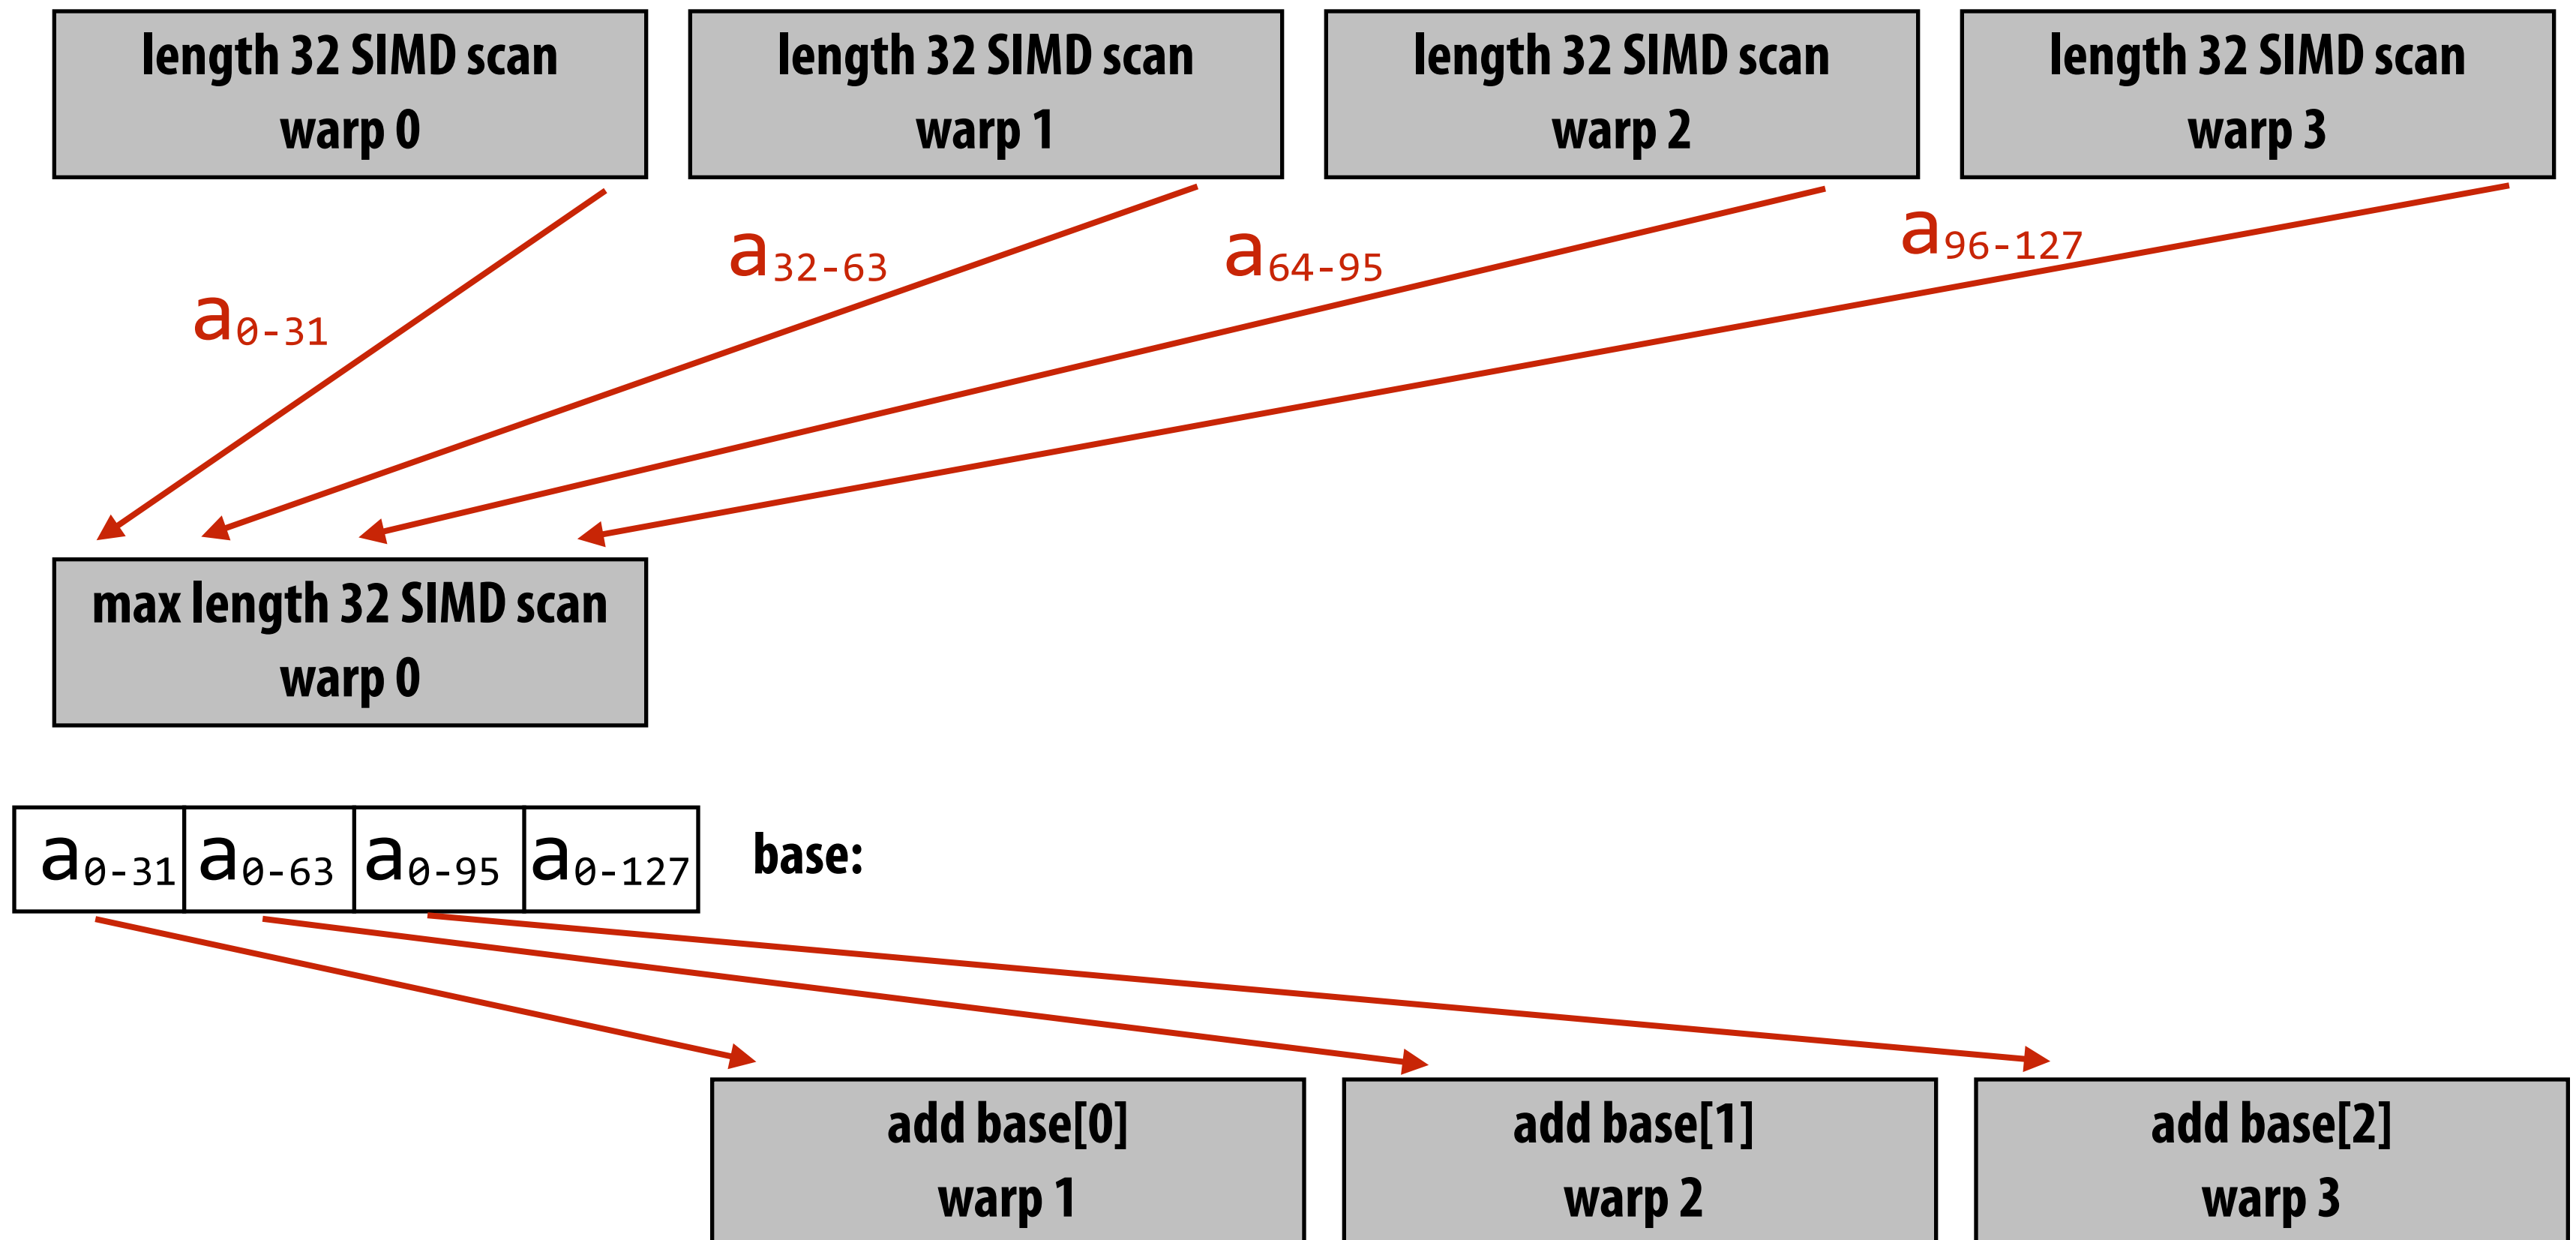 length 32 SIMD scan
warp 0
length 32 SIMD scan
warp 1
length 32 SIMD scan
warp 2
length 32 SIMD scan
warp 3
a0-31
a32-63
a64-95
a96-127
max length 32 SIMD scan
warp 0
a0-31 a0-63 a0-95 a0-127 base:
add base[0]
warp 1
add base[1]
warp 2
add base[2]
warp 3